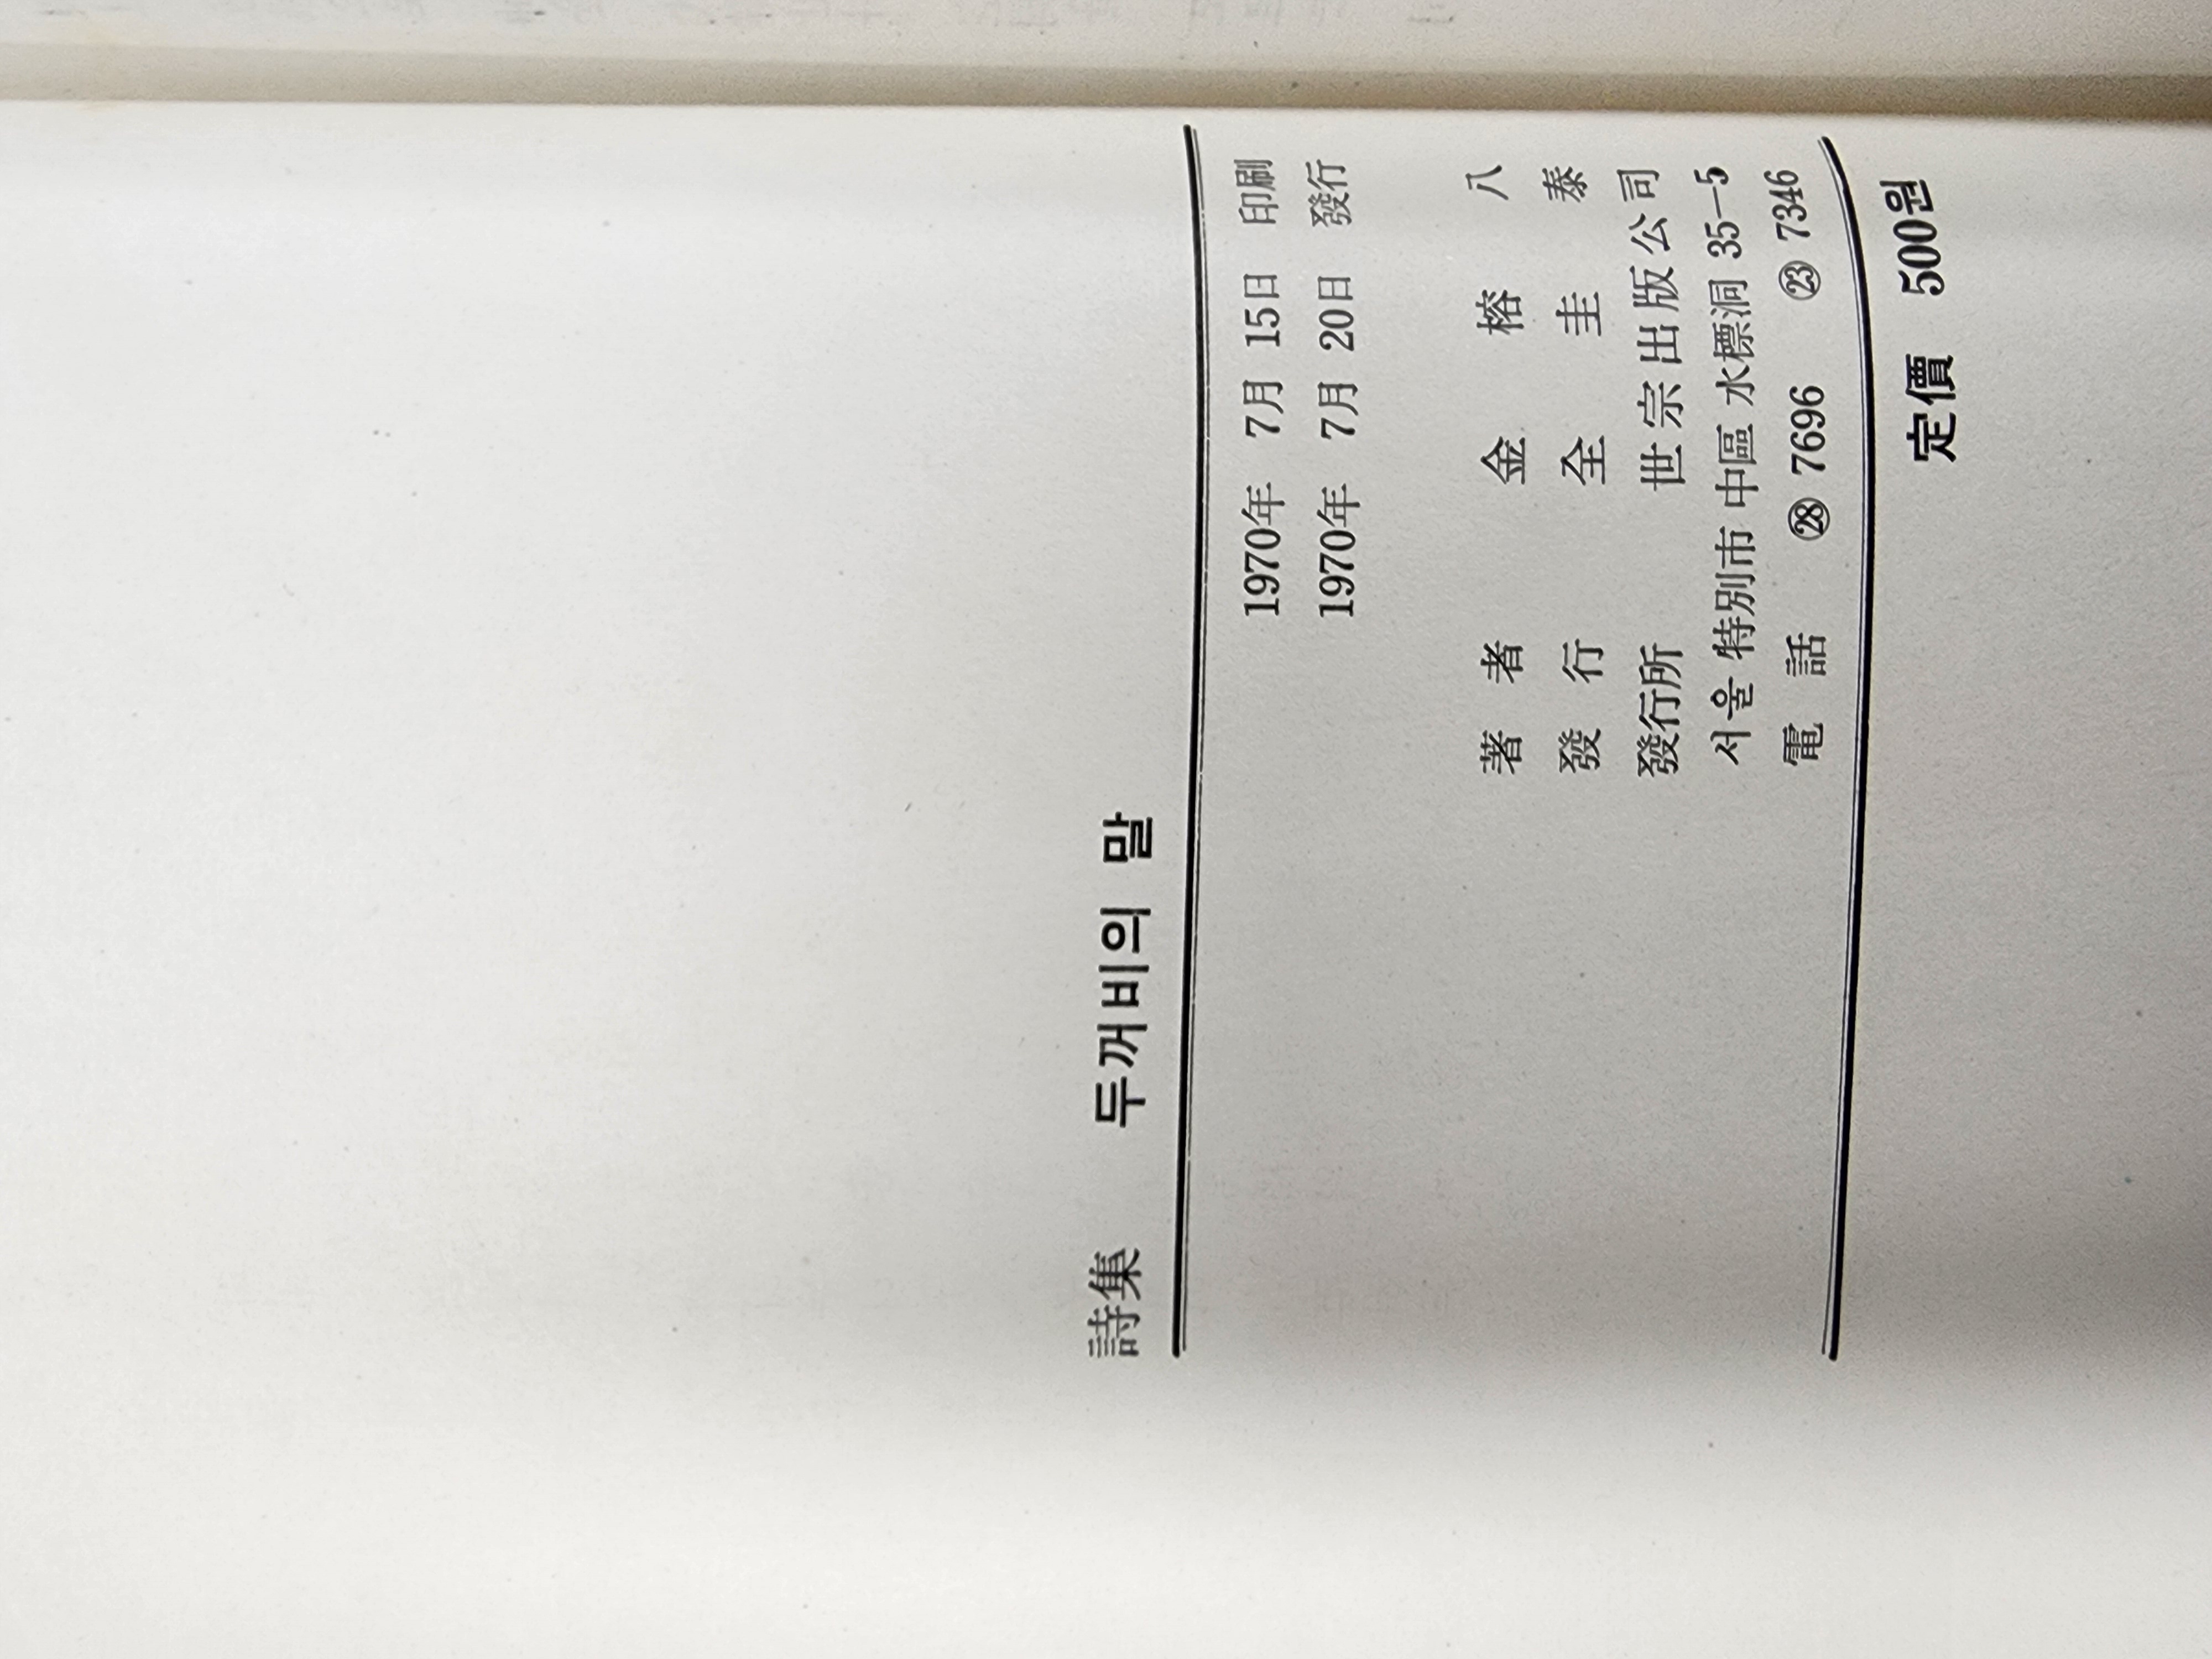 詩集 두꺼비의 말
1970年 7月 15日 印刷
1970年 7月 20日 發行
著者 金榕八
發行 全圭泰
發行所 世宗出版公司
서울特別市 中區 水標洞 35—5
電話 ㉘ 7696 ㉓ 7346
定價 500원